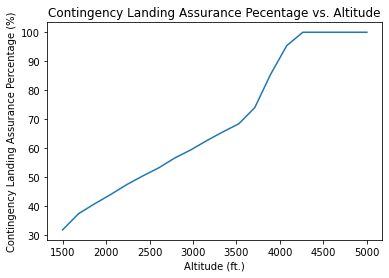 Contingency Landing Assurance Pecentage vs. Altitude
Contingency Landing Assurance Percentage (%)
100
90
80
70
60
50
40
30
1500 2000 2500 3000 3500 4000 4500 5000
Altitude (ft.)